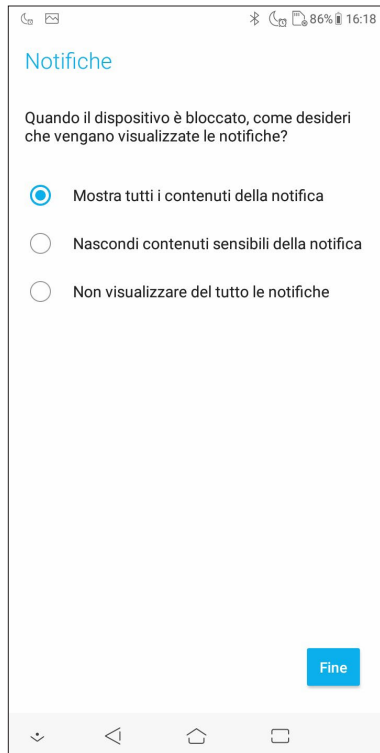 86% 16:18
Notifiche
Quando il dispositivo è bloccato, come desideri
che vengano visualizzate le notifiche?
Mostra tutti i contenuti della notifica
Nascondi contenuti sensibili della notifica
Non visualizzare del tutto le notifiche
Fine